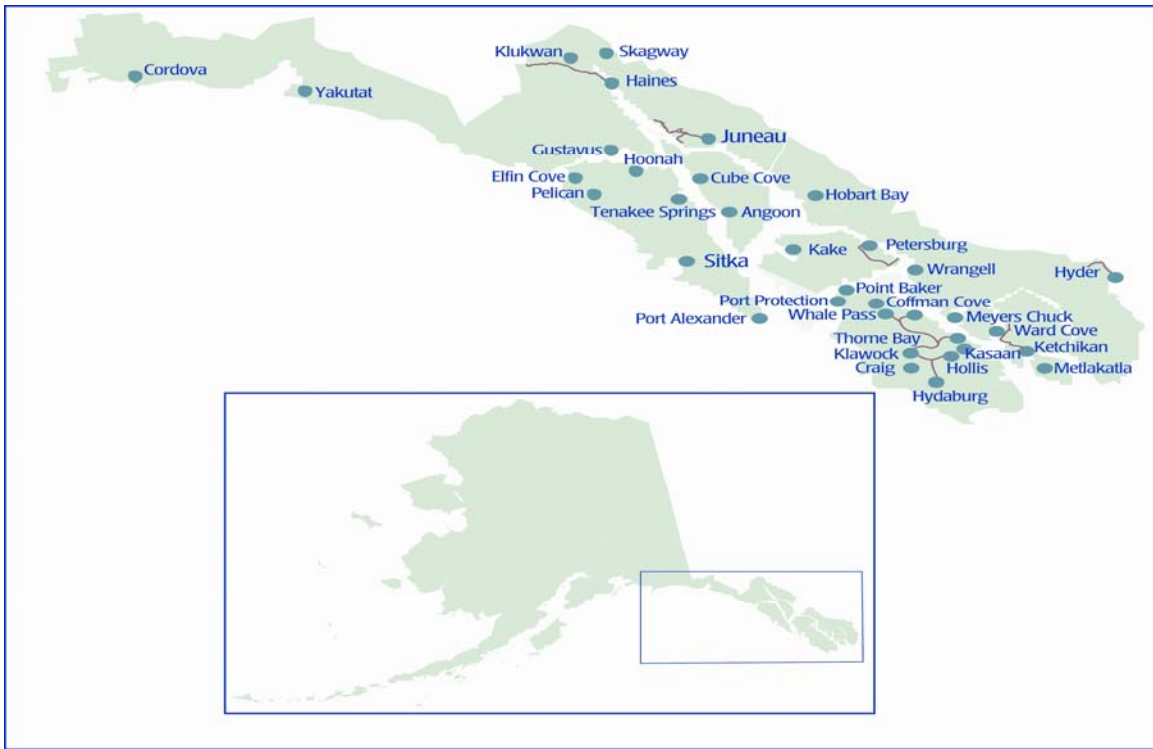 Klukwan
Skagway
Cordova
Haines
Yakutat
Juneau
Gustavus
Hoonah
Elfin Cove
Cube Cove
Pelican
Hobart Bay
Tenakee Springs
Angoon
Petersburg
Kake
Sitka
Wrangell
Hyder
Point Baker
Port Protection
Coffman Cove
Whale Pass
Meyers Chuck
Port Alexander
Ward Cove
Thorne Bay
Ketchikan
Klawock
Kasaan
Craig
Hollis
Metlakatla
Hydaburg